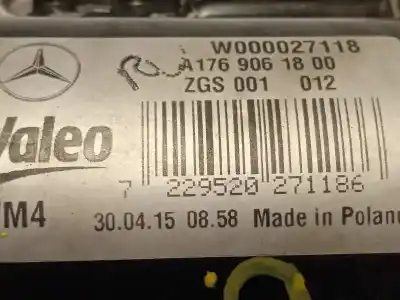 W000027118
A176 906 18 00
ZGS 001 012
Valeo
7 229520 271186
M4 30.04.15 08.58 Made in Polan